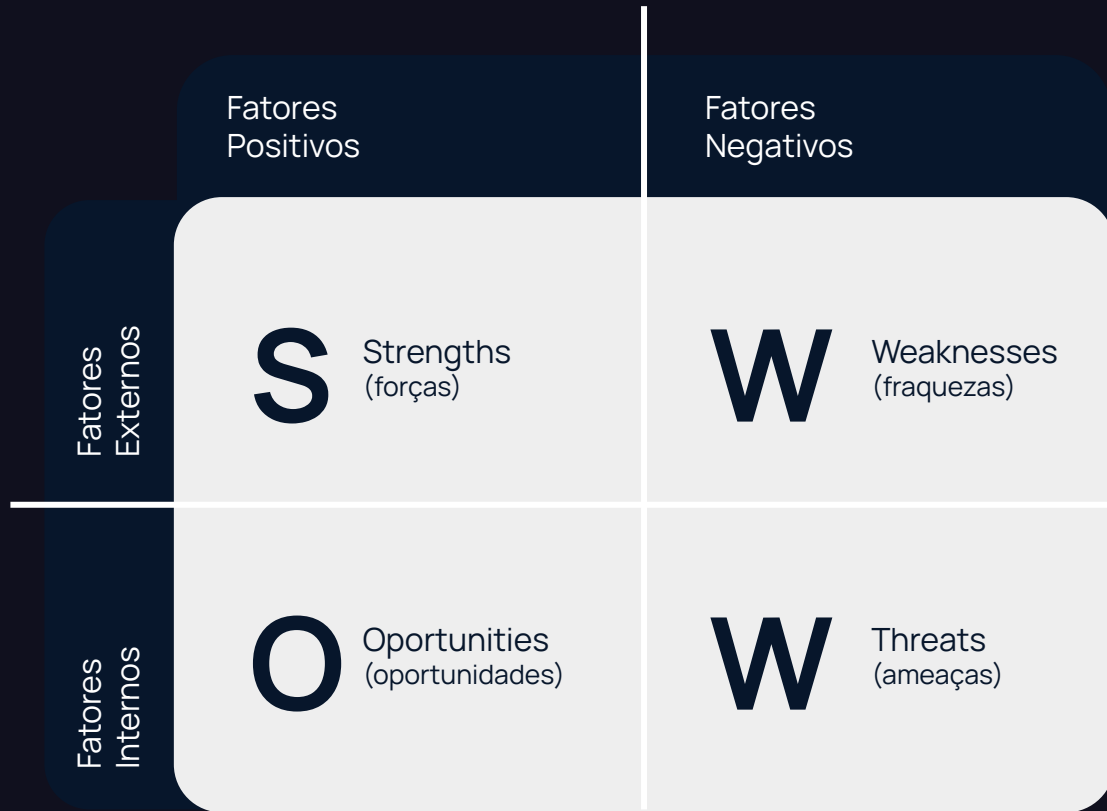 Fatores
Positivos
Fatores
Negativos
Fatores
Externos
S
Strengths
(forças)
W
Weaknesses
(fraquezas)
Fatores
Internos
O
Oportunities
(oportunidades)
W
Threats
(ameaças)